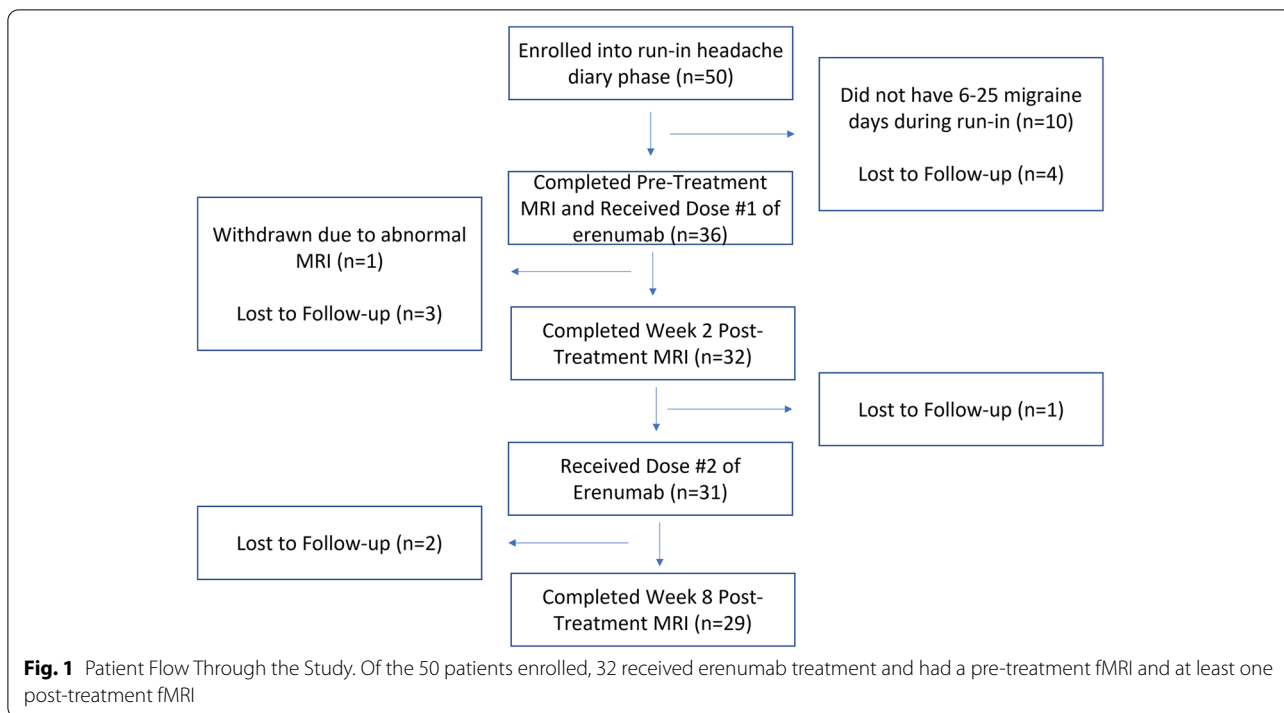 Enrolled into run-in headache
diary phase (n=50)
Did not have 6-25 migraine
days during run-in (n=10)
Lost to Follow-up (n=4)
Completed Pre-Treatment
MRI and Received Dose #1 of
erenumab (n=36)
Withdrawn due to abnormal
MRI (n=1)
Lost to Follow-up (n=3)
Completed Week 2 Post-
Treatment MRI (n=32)
Lost to Follow-up (n=1)
Received Dose #2 of
Erenumab (n=31)
Lost to Follow-up (n=2)
Completed Week 8 Post-
Treatment MRI (n=29)
Fig. 1 Patient Flow Through the Study. Of the 50 patients enrolled, 32 received erenumab treatment and had a pre-treatment fMRI and at least one
post-treatment fMRI